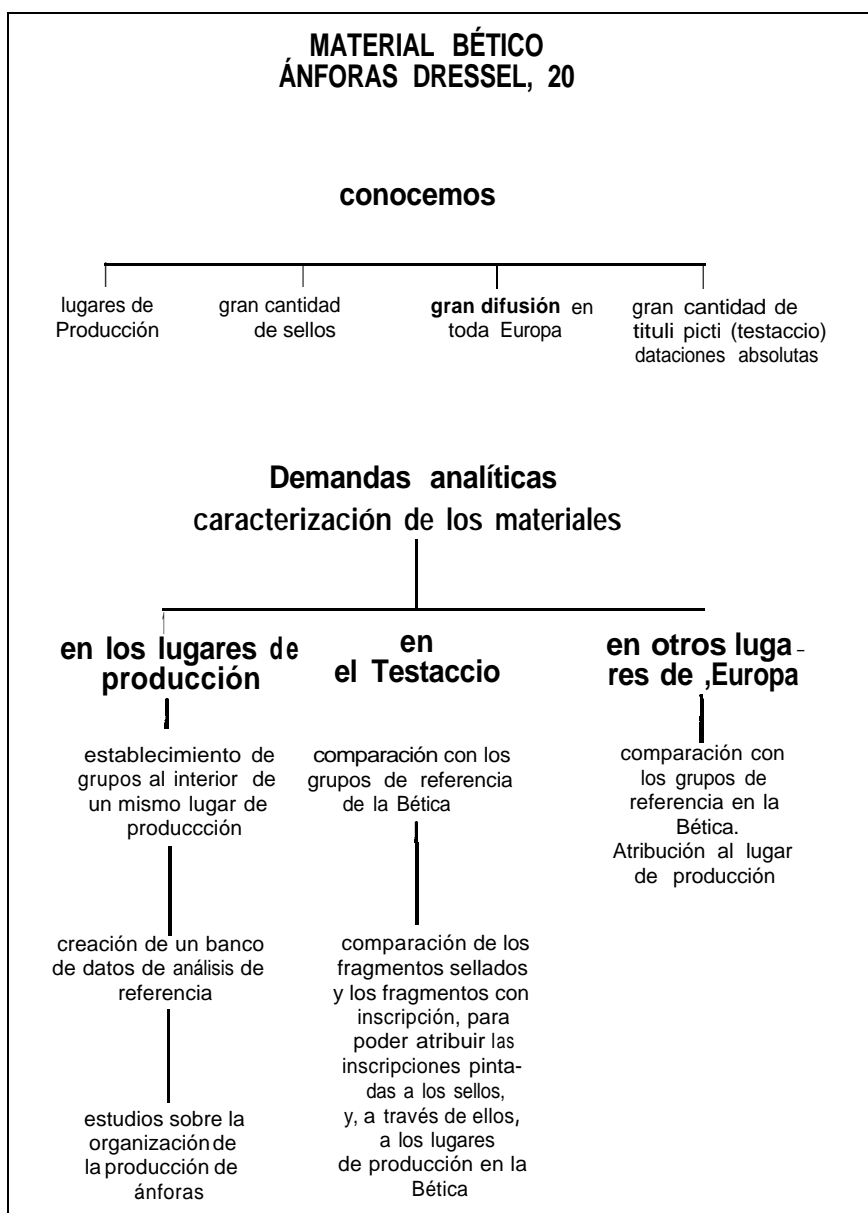 MATERIAL BÉTICO
ÁNFORAS DRESSEL, 20
conocemos
lugares de
Producción
gran cantidad
de sellos
gran difusión en
toda Europa
gran cantidad de
tituli picti (testaccio)
dataciones absolutas
Demandas analíticas
caracterización de los materiales
en los lugares de
producción
establecimiento de
grupos al interior de
un mismo lugar de
produccción
creación de un banco
de datos de análisis de
referencia
estudios sobre la
organización de
la producción de
ánforas
en
el Testaccio
comparación con los
grupos de referencia
de la Bética
comparación de los
fragmentos sellados
y los fragmentos con
inscripción, para
poder atribuir las
inscripciones pinta-
das a los sellos,
y, a través de ellos,
a los lugares
de producción en la
Bética
en otros luga-
res de ,Europa
comparación con
los grupos de
referencia en la
Bética.
Atribución al lugar
de producción